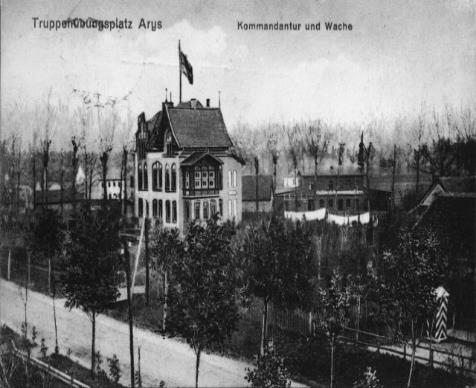 Truppenübungsplatz Arys
Kommandantur und Wache